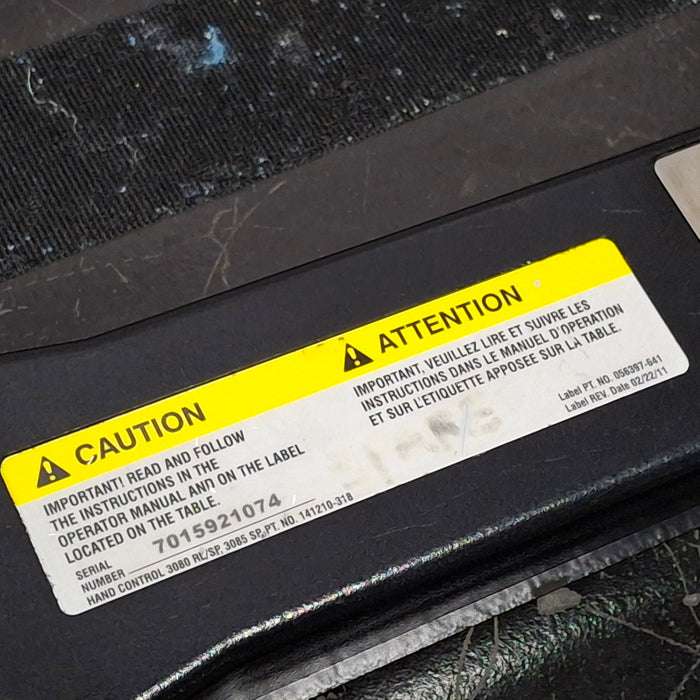 CAUTION
IMPORTANT! READ AND FOLLOW
THE INSTRUCTIONS IN THE
OPERATOR MANUAL AND ON THE LABEL
LOCATED ON THE TABLE.
SERIAL
NUMBER 7015921074
HAND CONTROL 3080 RL/SP, 3085 SP, PT. NO. 141210-318
ATTENTION
IMPORTANT, VEUILLEZ LIRE ET SUIVRE LES
INSTRUCTIONS DANS LE MANUEL D'OPERATION
ET SUR L'ETIQUETTE APPOSEE SUR LA TABLE.
Label PT. NO. 056397-641
Label REV. Date 02/22/11